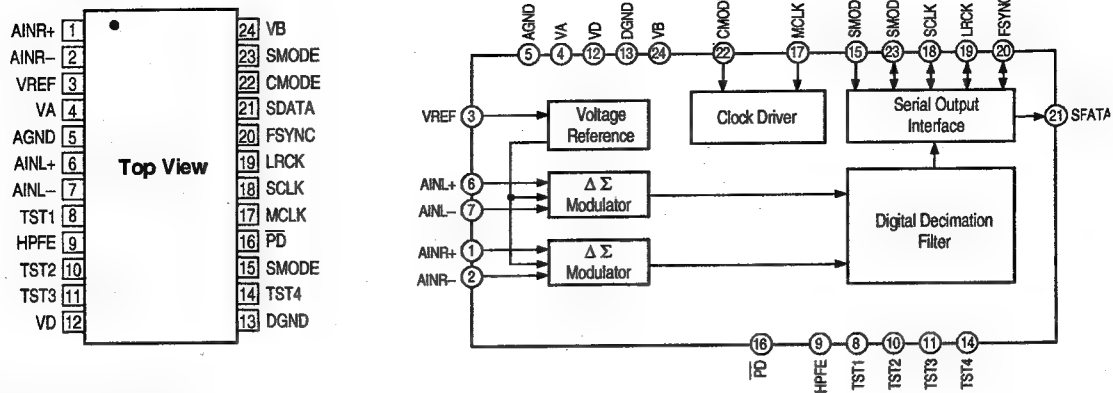 AINR+ 1
AINR− 2
VREF 3
VA 4
AGND 5
AINL+ 6
AINL− 7
TST1 8
HPFE 9
TST2 10
TST3 11
VD 12
Top View
24 VB
23 SMODE
22 CMODE
21 SDATA
20 FSYNC
19 LRCK
18 SCLK
17 MCLK
16 PD
15 SMODE
14 TST4
13 DGND
AGND
VA
VD
DGND
VB
CMOD
MCLK
SMOD
SMOD
SCLK
LRCK
FSYNC
5 4 12 13 24 22 17 15 23 18 19 20
VREF 3
Voltage
Reference
Clock Driver
Serial Output
Interface
21 SFATA
AINL+ 6
AINL− 7
Δ Σ
Modulator
AINR+ 1
AINR− 2
Δ Σ
Modulator
Digital Decimation
Filter
16 9 8 10 11 14
PD
HPFE
TST1
TST2
TST3
TST4